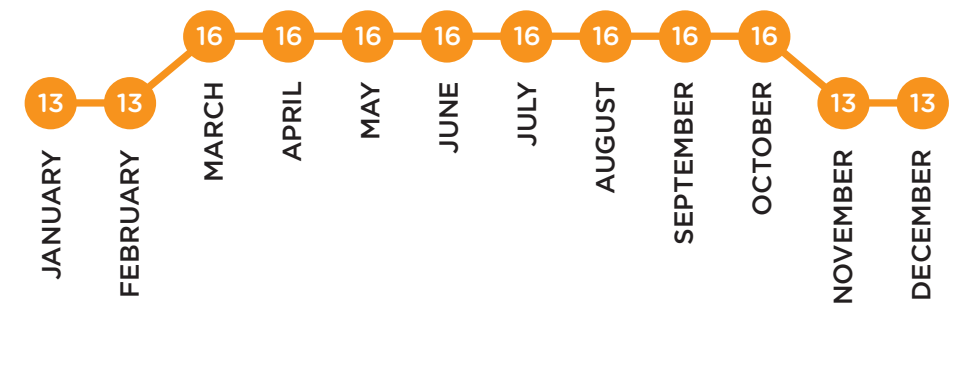 13
13
16
16
16
16
16
16
16
16
13
13
JANUARY
FEBRUARY
MARCH
APRIL
MAY
JUNE
JULY
AUGUST
SEPTEMBER
OCTOBER
NOVEMBER
DECEMBER